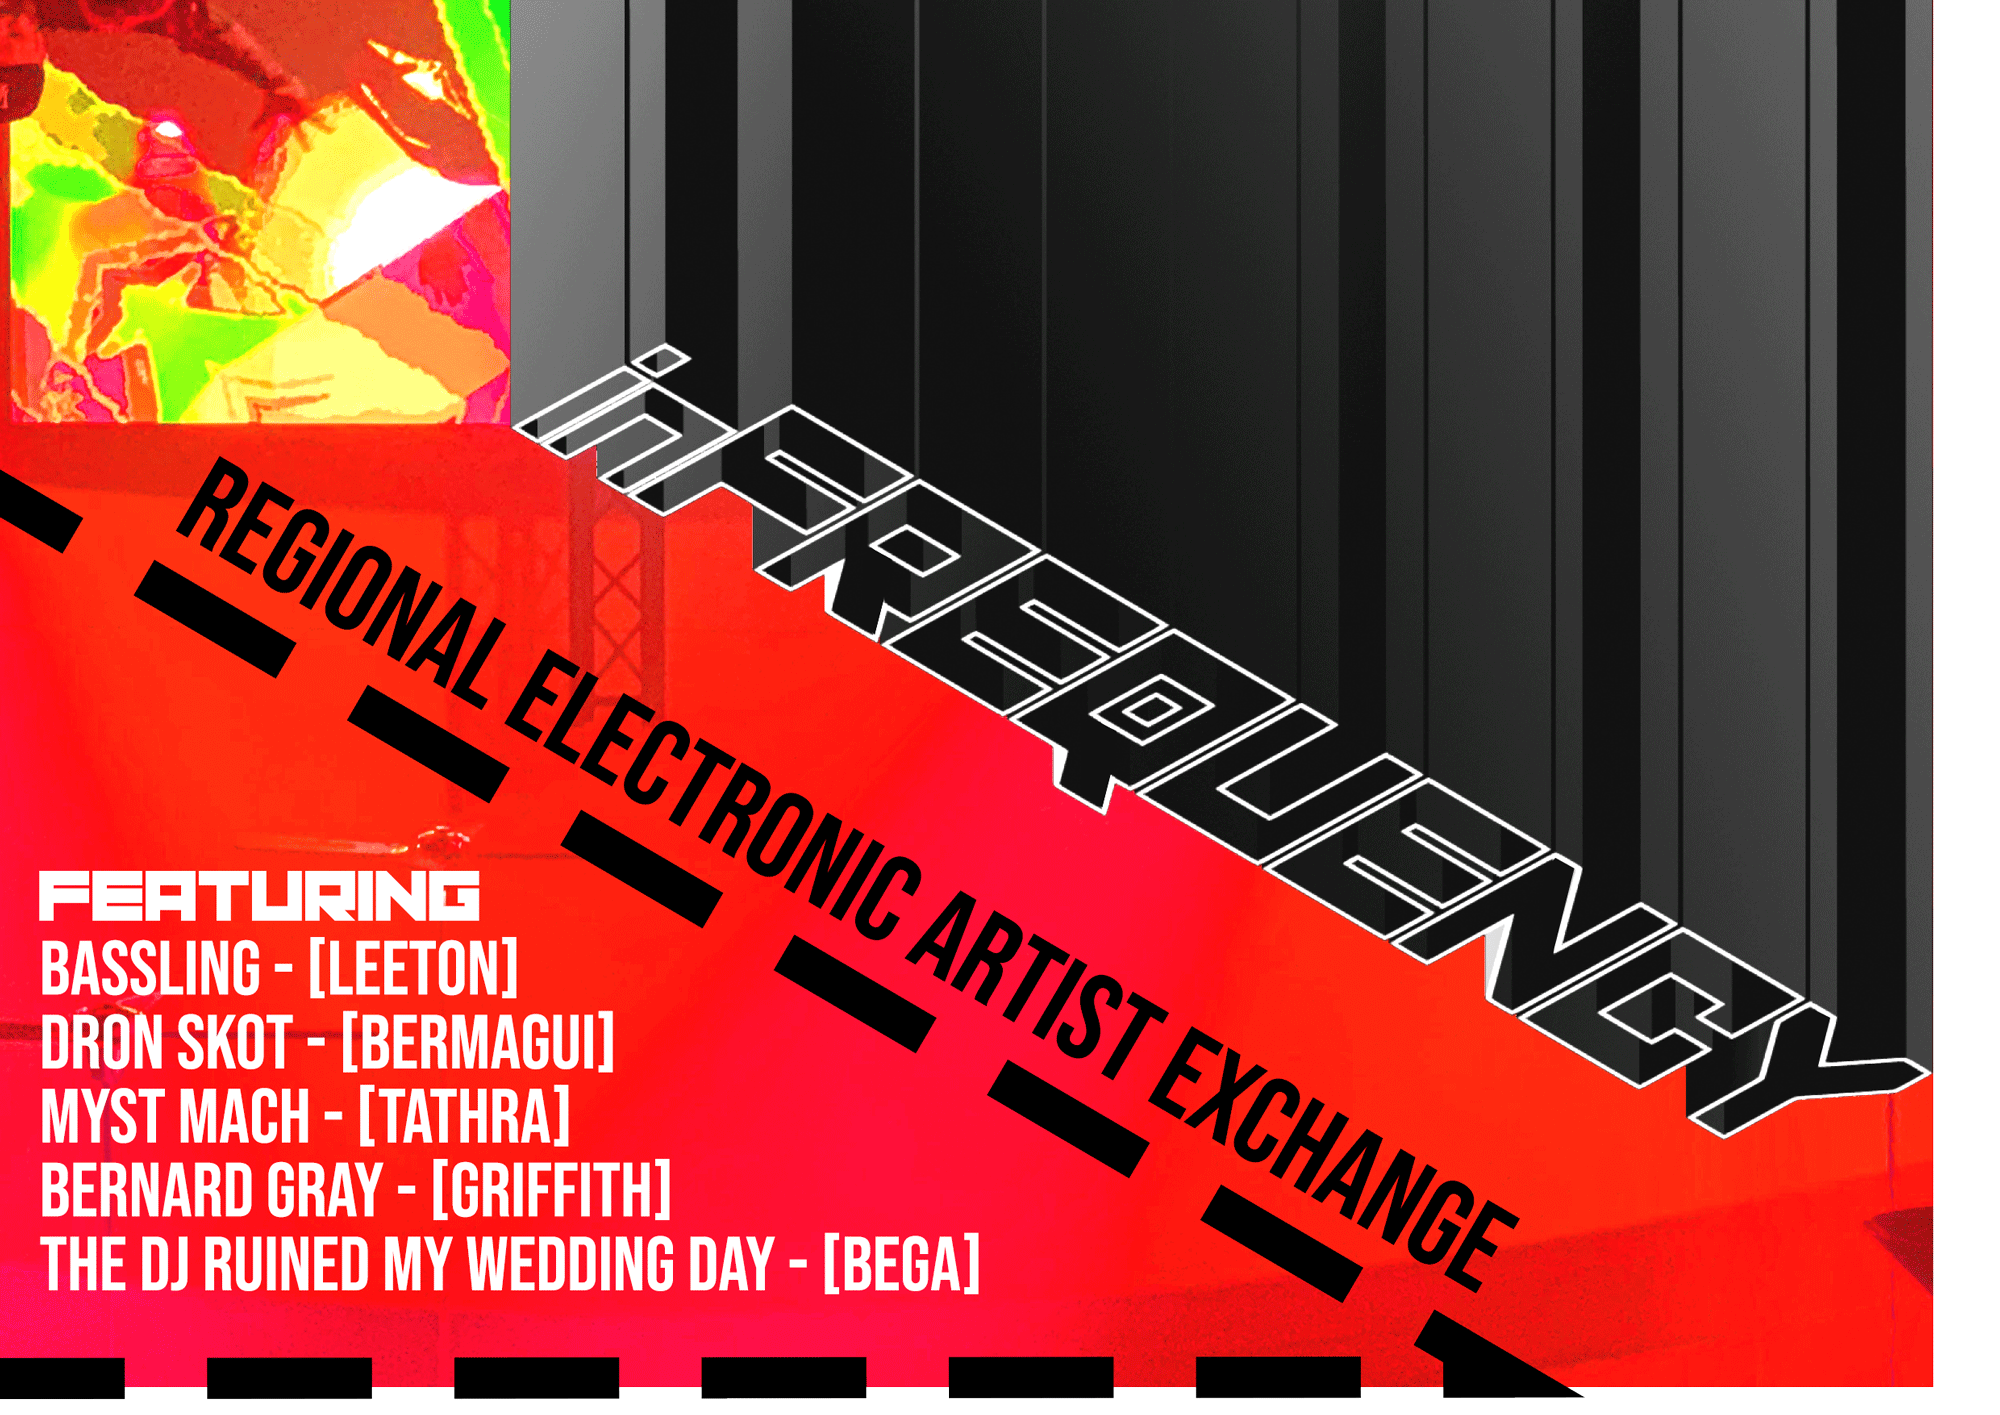 inFREQUENCY
REGIONAL ELECTRONIC ARTIST EXCHANGE
FEATURING
BASSLING - [LEETON]
DRON SKOT - [BERMAGUI]
MYST MACH - [TATHRA]
BERNARD GRAY - [GRIFFITH]
THE DJ RUINED MY WEDDING DAY - [BEGA]